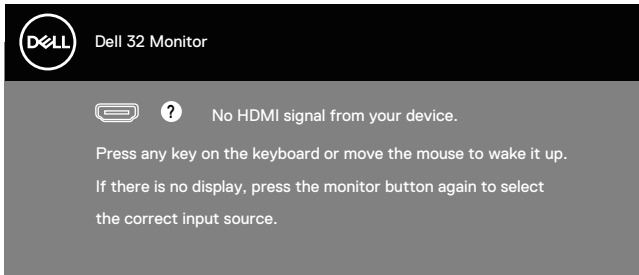 DELL
Dell 32 Monitor
? No HDMI signal from your device.
Press any key on the keyboard or move the mouse to wake it up.
If there is no display, press the monitor button again to select
the correct input source.